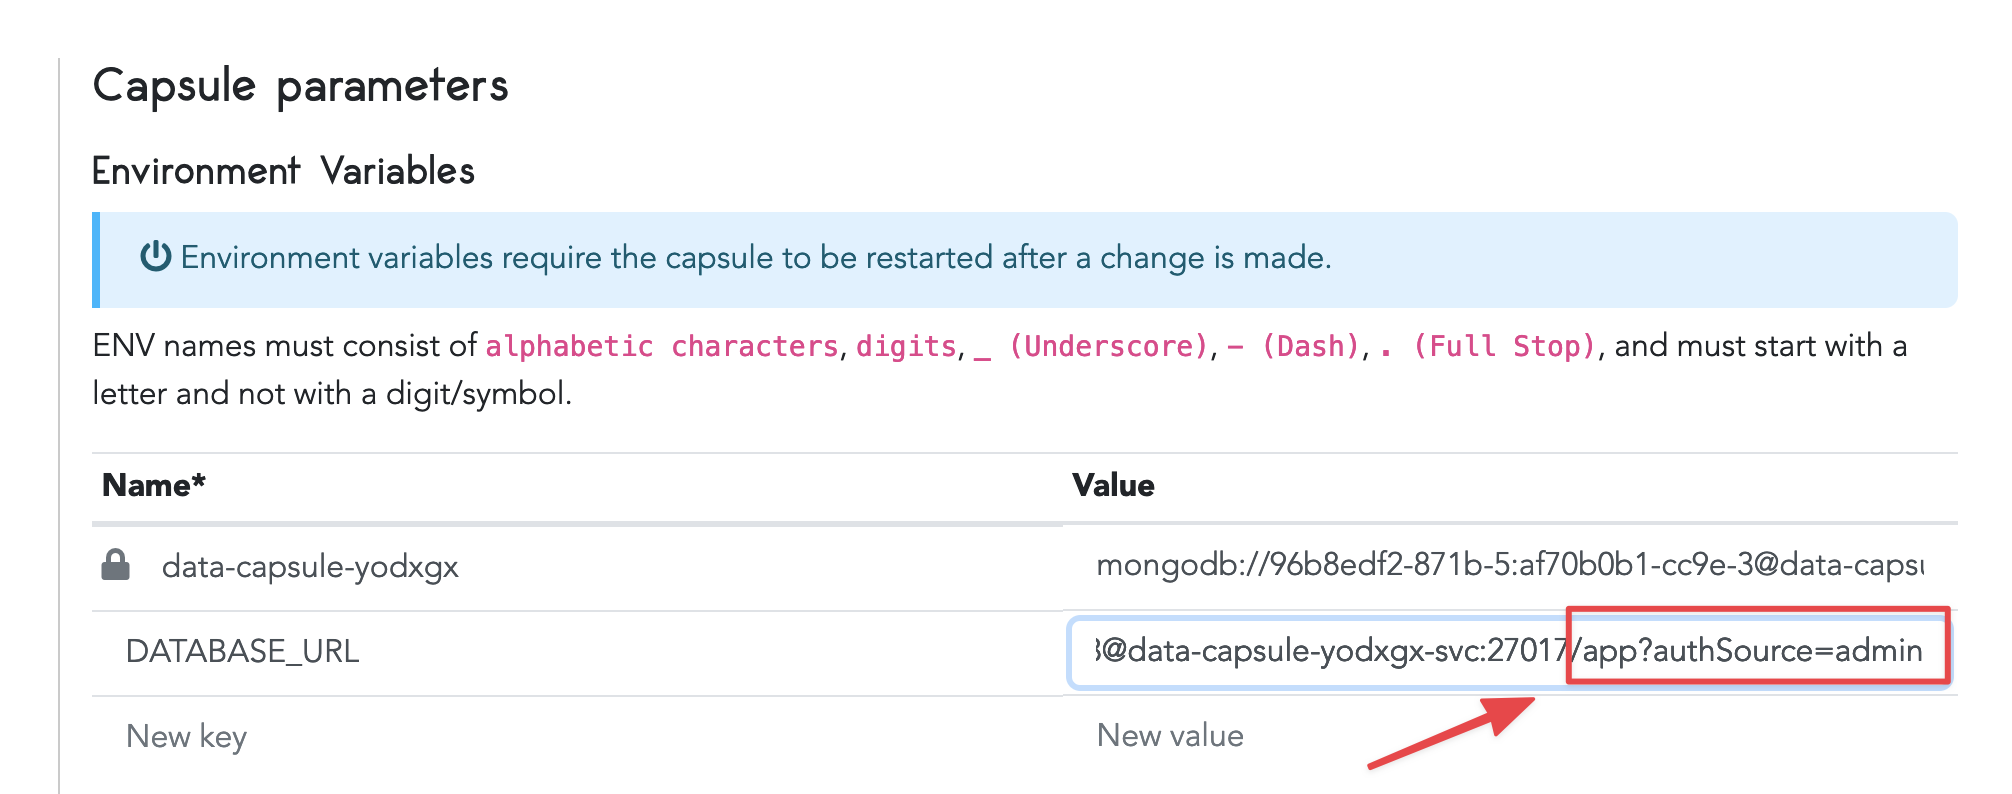 Capsule parameters
Environment Variables
Environment variables require the capsule to be restarted after a change is made.
ENV names must consist of alphabetic characters, digits, _ (Underscore), - (Dash), . (Full Stop), and must start with a
letter and not with a digit/symbol.
Name* Value
data-capsule-yodxgx mongodb://96b8edf2-871b-5:af70b0b1-cc9e-3@data-capsu
DATABASE_URL 3@data-capsule-yodxgx-svc:27017/app?authSource=admin
New key New value